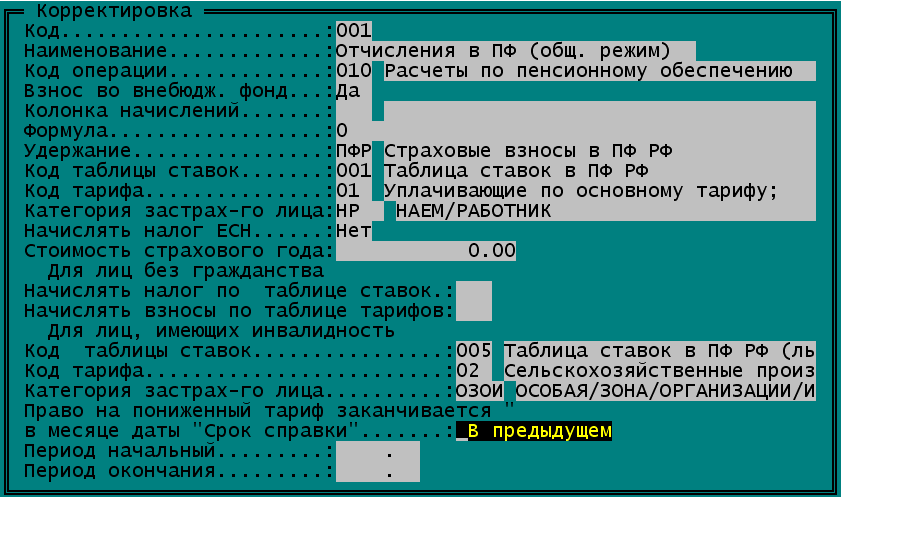 Корректировка
Код......................:001
Наименование.............:Отчисления в ПФ (общ. режим)
Код операции.............:010 Расчеты по пенсионному обеспечению
Взнос во внебюдж. фонд...:Да
Колонка начислений.......:
Формула..................:0
Удержание................:ПФР Страховые взносы в ПФ РФ
Код таблицы ставок.......:001 Таблица ставок в ПФ РФ
Код тарифа...............:01 Уплачивающие по основному тарифу;
Категория застрах-го лица:НР НАЕМ/РАБОТНИК
Начислять налог ЕСН......:Нет
Стоимость страхового года: 0.00
Для лиц без гражданства
Начислять налог по таблице ставок.:
Начислять взносы по таблице тарифов:
Для лиц, имеющих инвалидность
Код таблицы ставок................:005 Таблица ставок в ПФ РФ (ль
Код тарифа.........................:02 Сельскохозяйственные произ
Категория застрах-го лица..........:ОЗОИ ОСОБАЯ/ЗОНА/ОРГАНИЗАЦИИ/И
Право на пониженный тариф заканчивается "
в месяце даты "Срок справки".......: В предыдущем
Период начальный.........: .
Период окончания.........: .